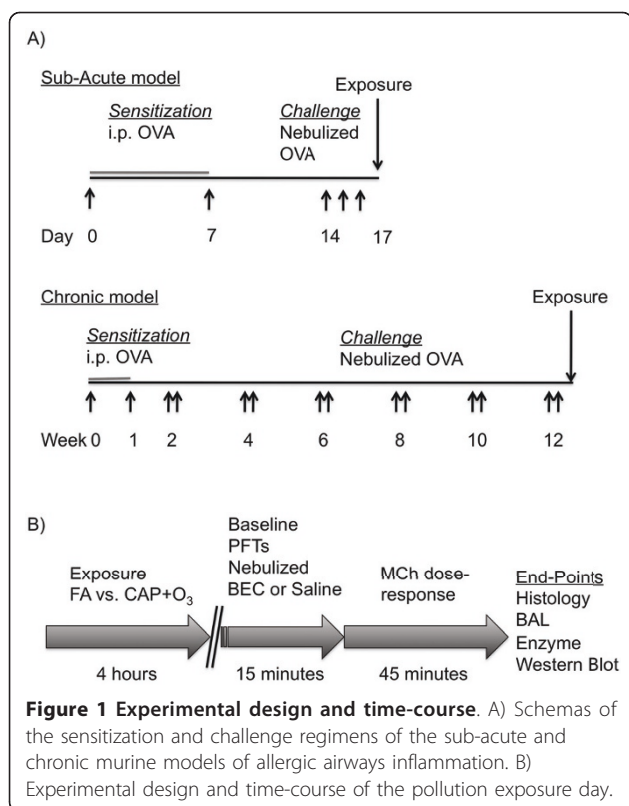 A)
Sub-Acute model
Exposure
Sensitization
i.p. OVA
Challenge
Nebulized
OVA
Day 0 7 14 17
Chronic model
Exposure
Sensitization
i.p. OVA
Challenge
Nebulized OVA
Week 0 1 2 4 6 8 10 12
B)
Exposure
FA vs. CAP+O₃
4 hours
Baseline
PFTs
Nebulized
BEC or Saline
15 minutes
MCh dose-
response
45 minutes
End-Points
Histology
BAL
Enzyme
Western Blot
Figure 1 Experimental design and time-course. A) Schemas of
the sensitization and challenge regimens of the sub-acute and
chronic murine models of allergic airways inflammation. B)
Experimental design and time-course of the pollution exposure day.